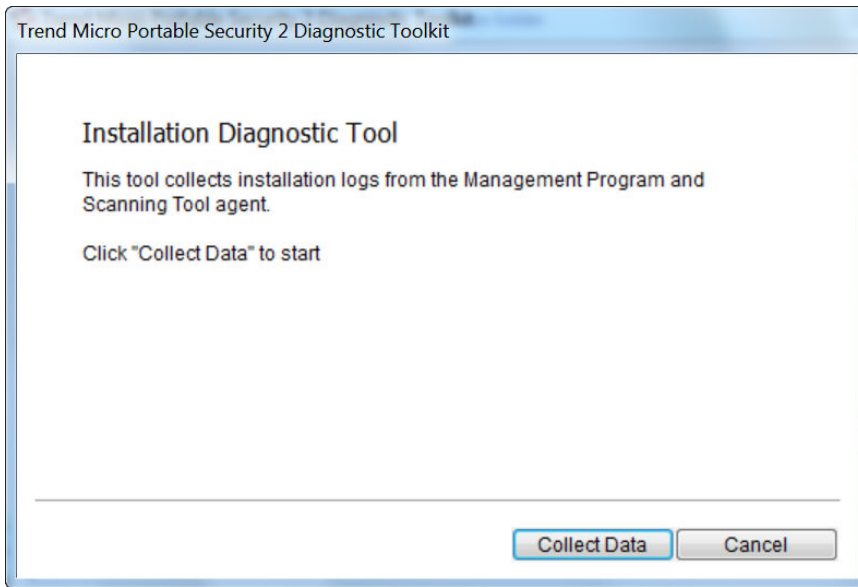 Trend Micro Portable Security 2 Diagnostic Toolkit
Installation Diagnostic Tool
This tool collects installation logs from the Management Program and
Scanning Tool agent.
Click "Collect Data" to start
Collect Data
Cancel